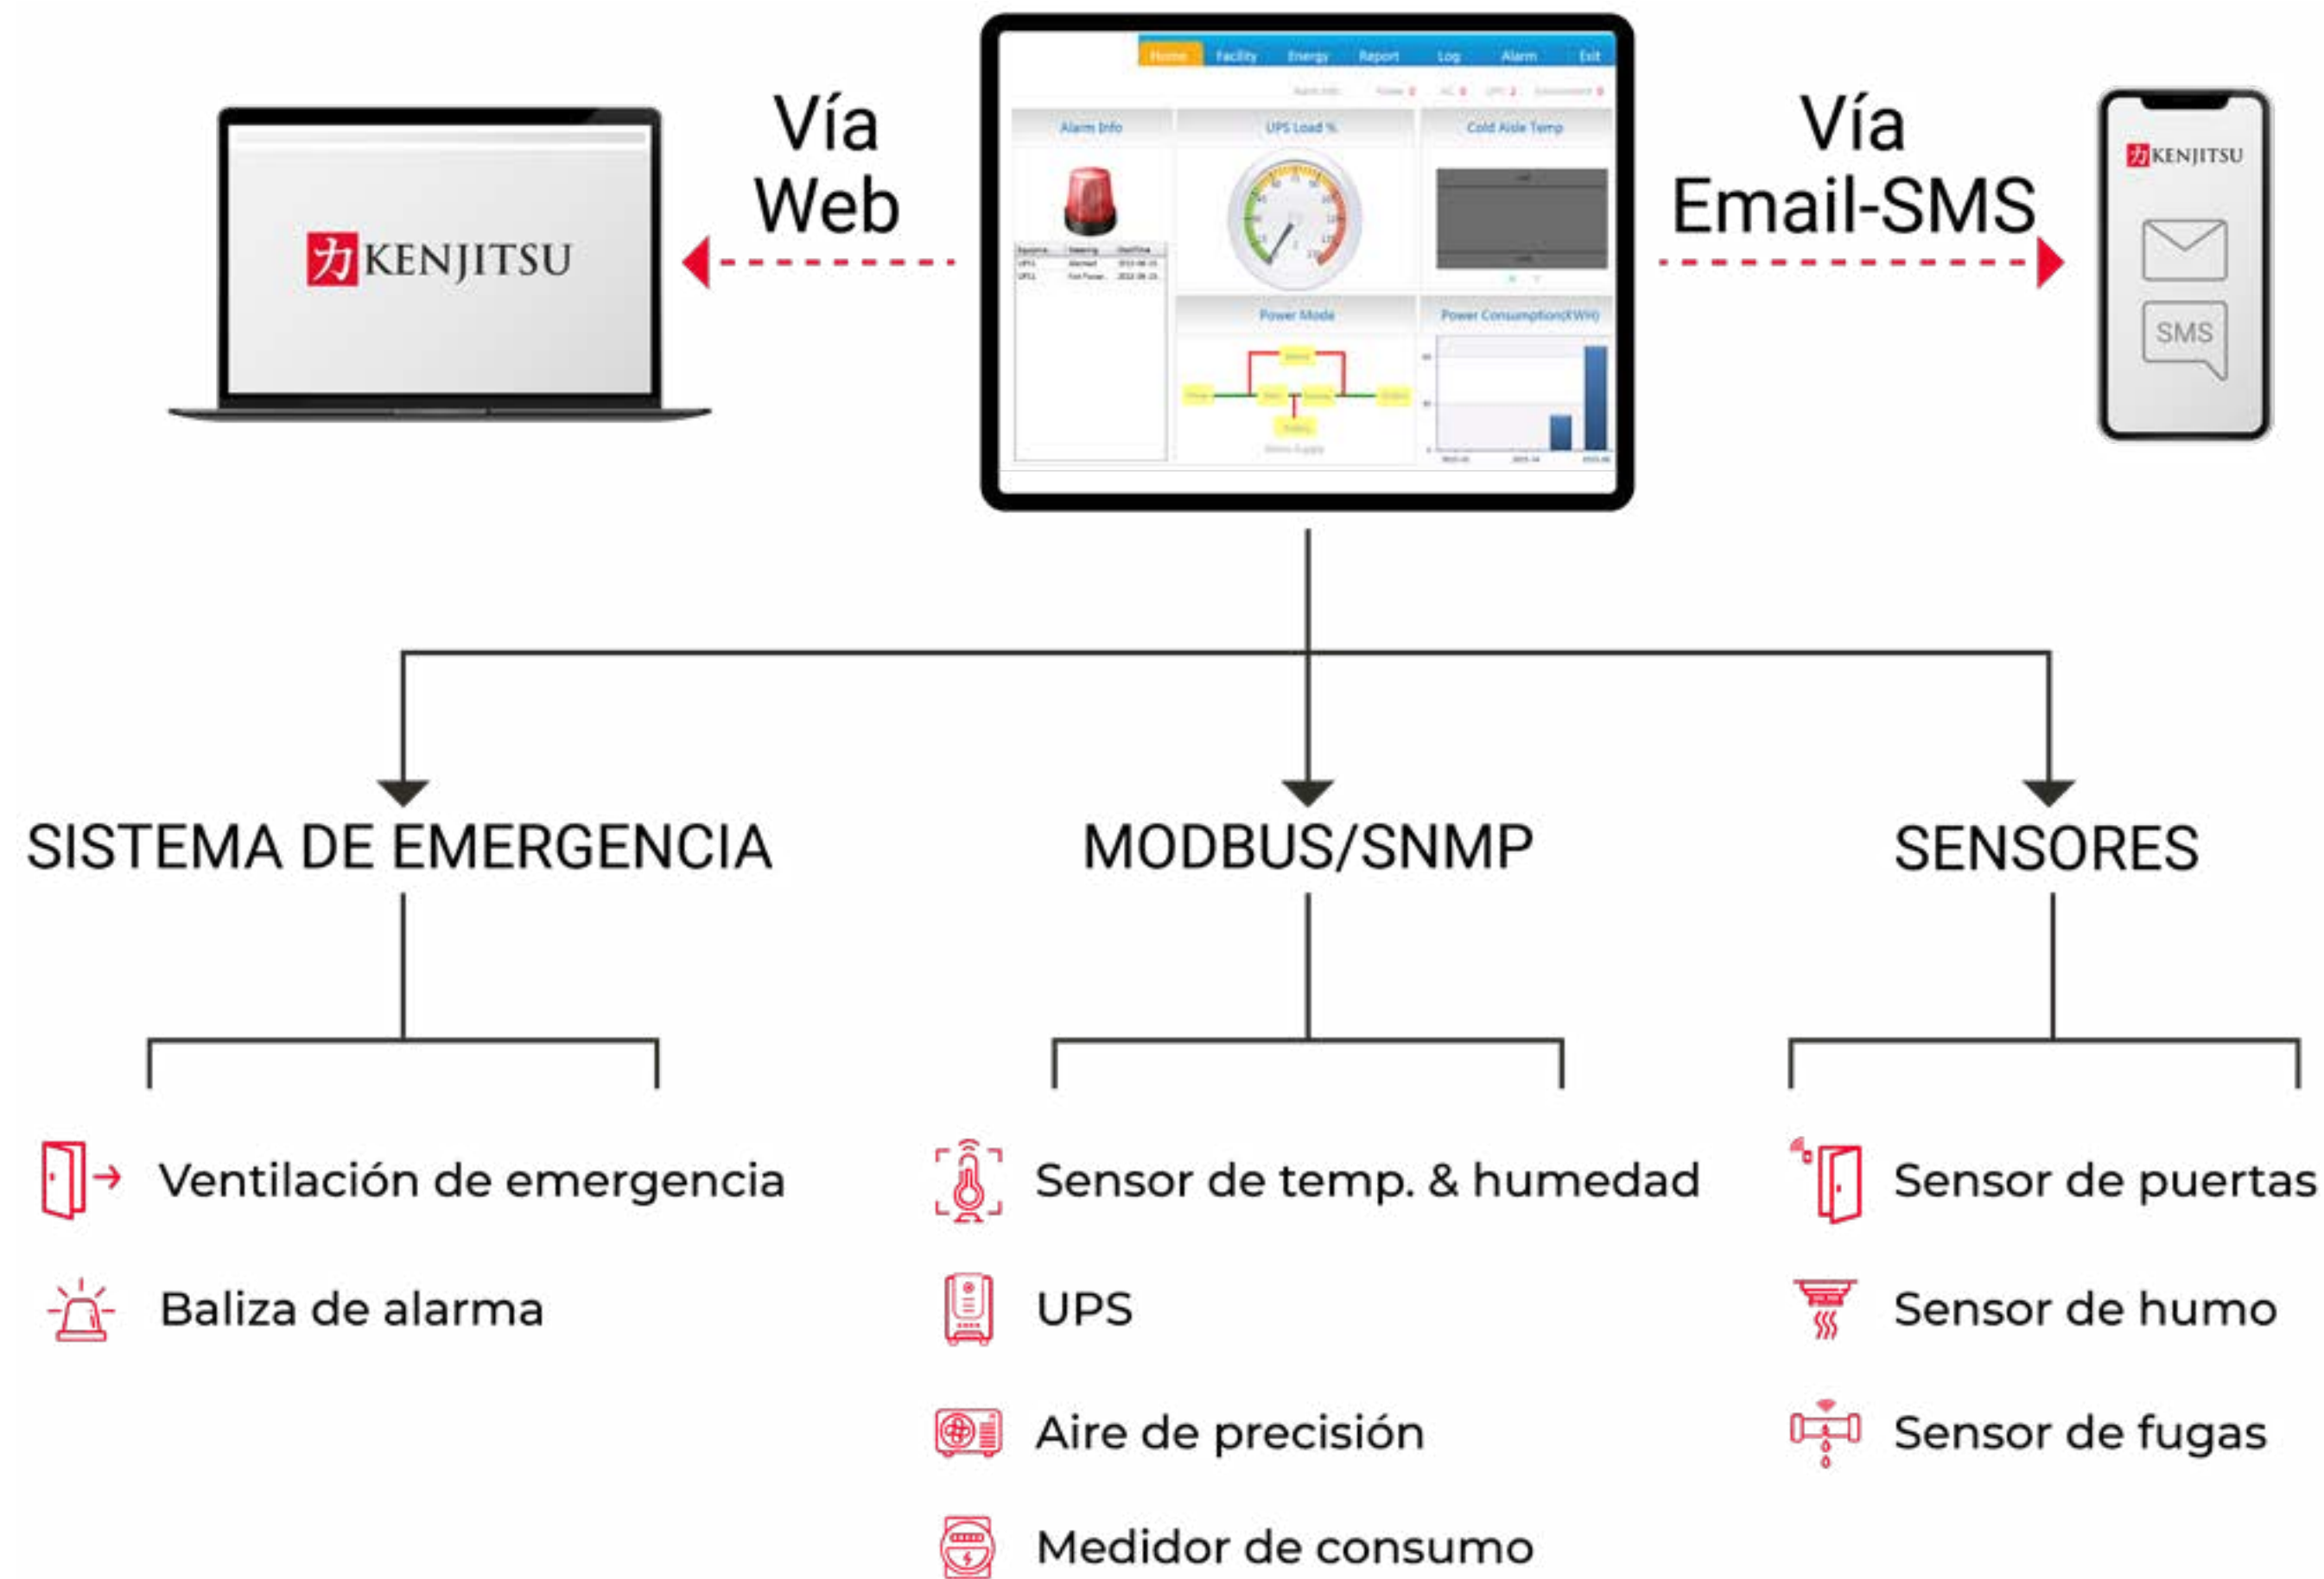 Home Facility Energy Report Log Alarm Exit
Alarm Info
UPS Load %
Cold Aisle Temp
Power Mode
Power Consumption(KWH)
力 KENJITSU
Vía
Web
Vía
Email-SMS
力 KENJITSU
SMS
SISTEMA DE EMERGENCIA
Ventilación de emergencia
Baliza de alarma
MODBUS/SNMP
Sensor de temp. & humedad
UPS
Aire de precisión
Medidor de consumo
SENSORES
Sensor de puertas
Sensor de humo
Sensor de fugas